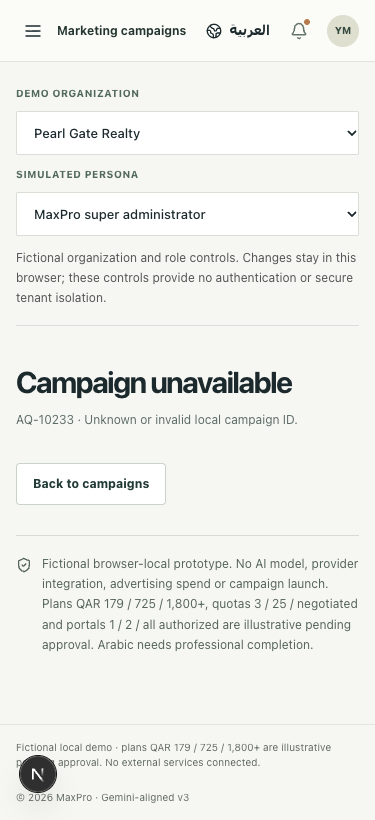 Marketing campaigns
العربية
YM
DEMO ORGANIZATION
Pearl Gate Realty
SIMULATED PERSONA
MaxPro super administrator
Fictional organization and role controls. Changes stay in this
browser; these controls provide no authentication or secure
tenant isolation.
Campaign unavailable
AQ-10233 · Unknown or invalid local campaign ID.
Back to campaigns
Fictional browser-local prototype. No AI model, provider
integration, advertising spend or campaign launch.
Plans QAR 179 / 725 / 1,800+, quotas 3 / 25 / negotiated
and portals 1 / 2 / all authorized are illustrative pending
approval. Arabic needs professional completion.
Fictional local demo · plans QAR 179 / 725 / 1,800+ are illustrative
approval. No external services connected.
N
© 2026 MaxPro · Gemini-aligned v3